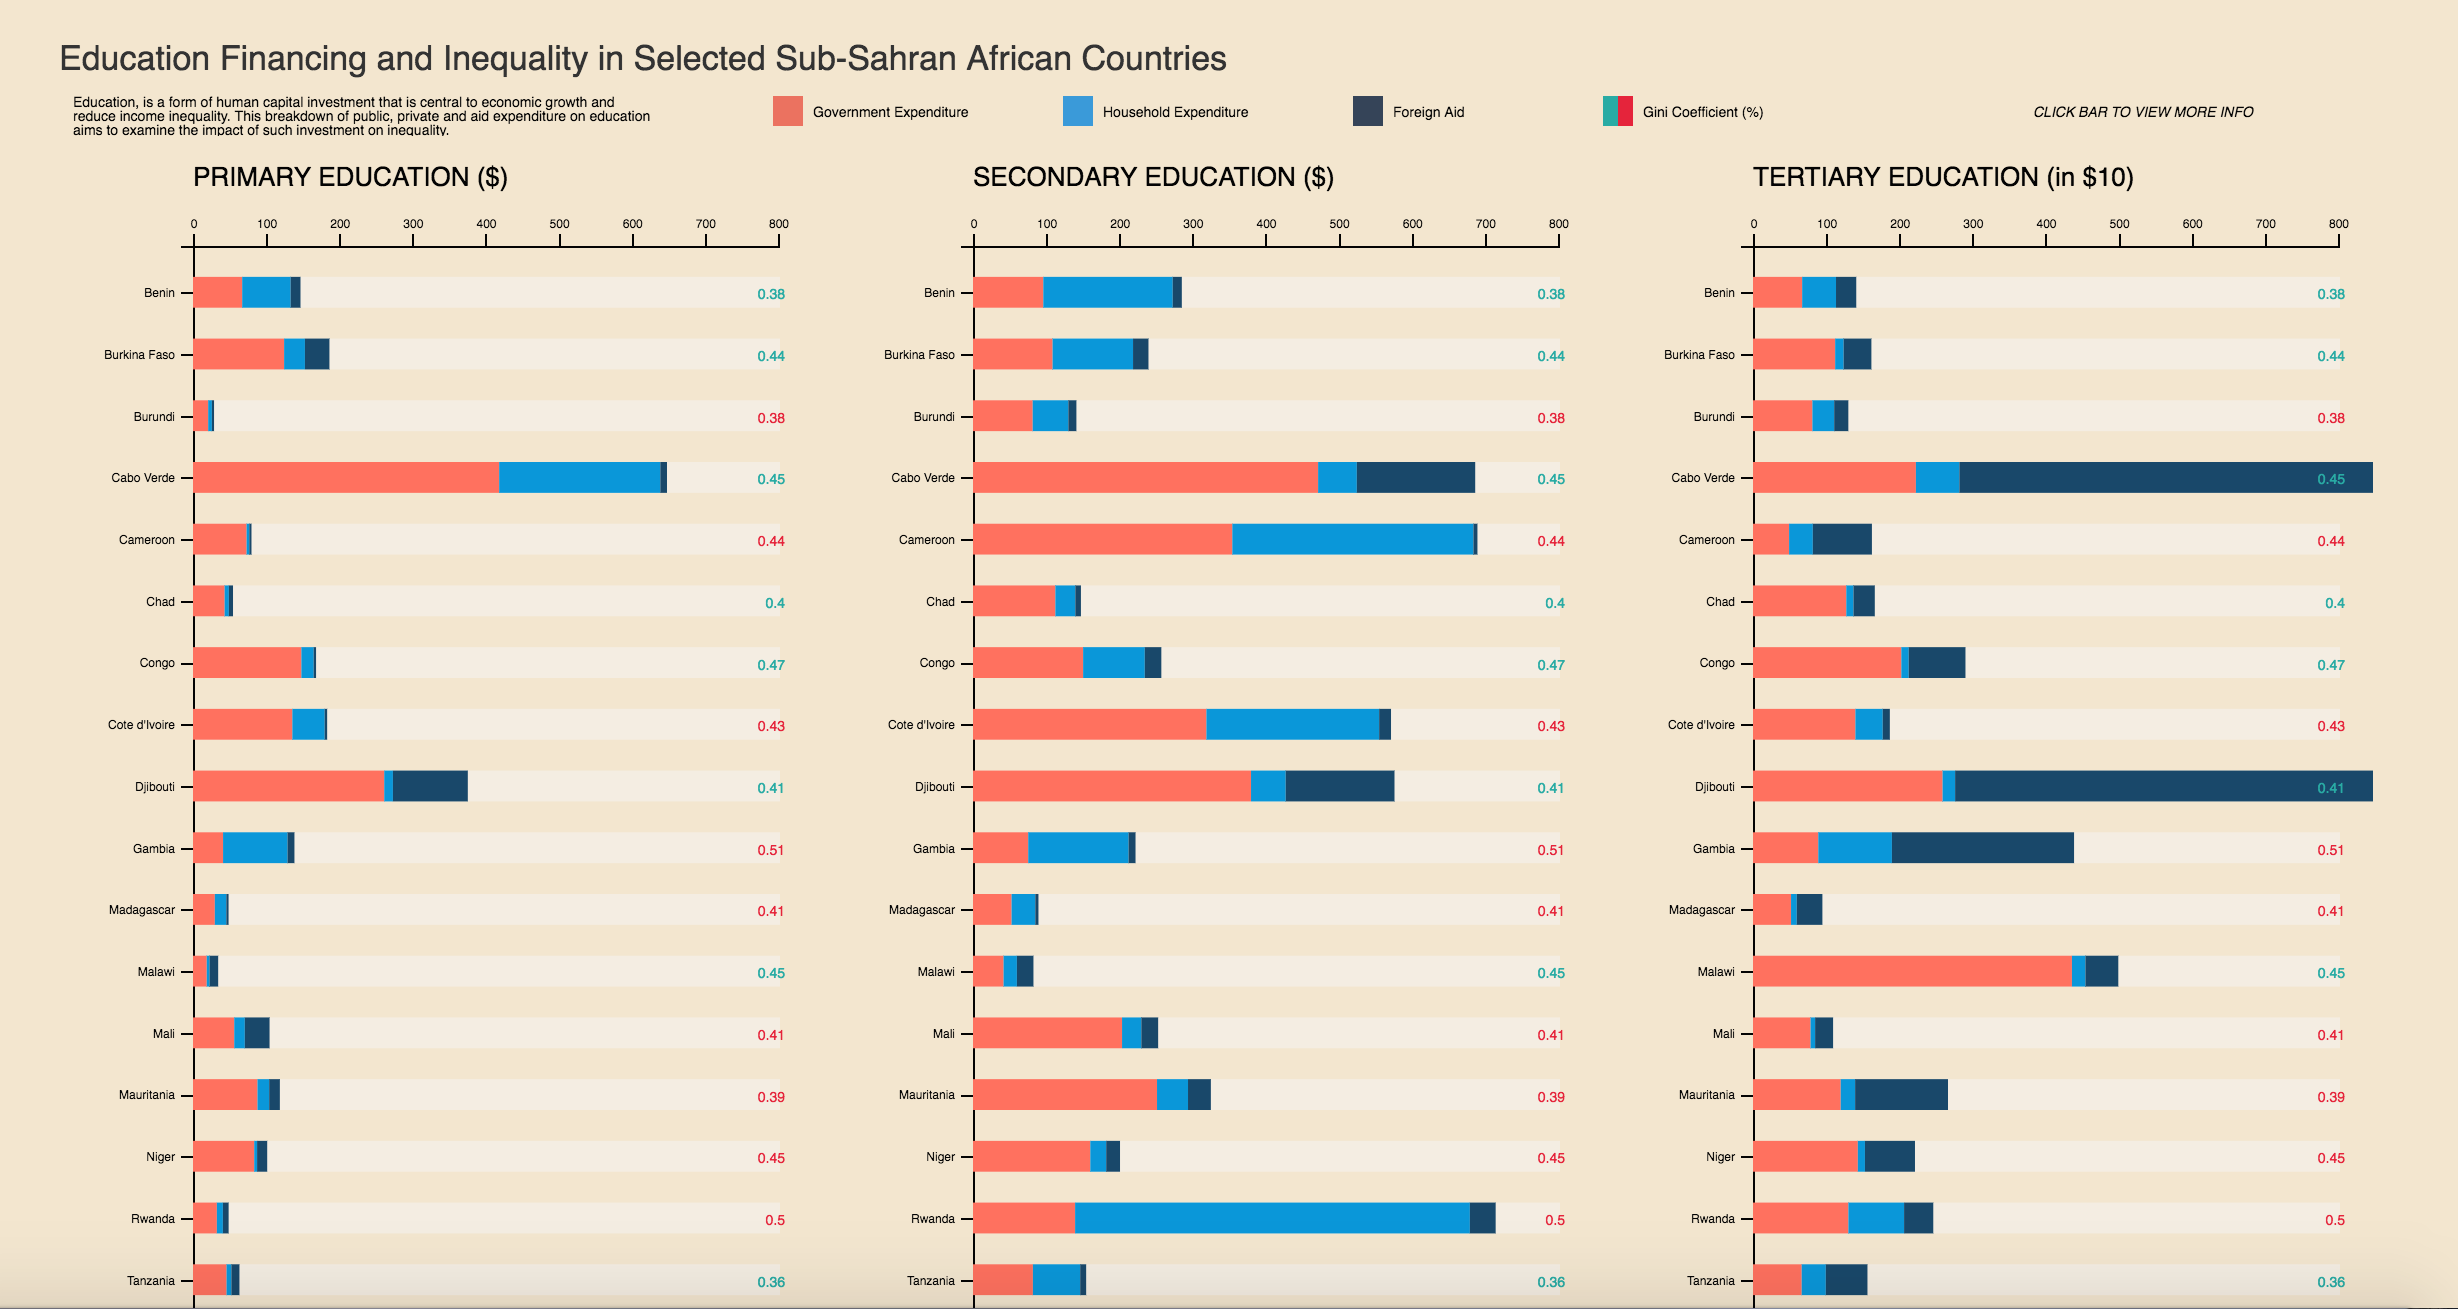 Education Financing and Inequality in Selected Sub-Sahran African Countries
Education, is a form of human capital investment that is central to economic growth and
reduce income inequality. This breakdown of public, private and aid expenditure on education
aims to examine the impact of such investment on inequality.
Government Expenditure
Household Expenditure
Foreign Aid
Gini Coefficient (%)
CLICK BAR TO VIEW MORE INFO
PRIMARY EDUCATION ($)
0 100 200 300 400 500 600 700 800
Benin 0.38
Burkina Faso 0.44
Burundi 0.38
Cabo Verde 0.45
Cameroon 0.44
Chad 0.4
Congo 0.47
Cote d'Ivoire 0.43
Djibouti 0.41
Gambia 0.51
Madagascar 0.41
Malawi 0.45
Mali 0.41
Mauritania 0.39
Niger 0.45
Rwanda 0.5
Tanzania 0.36
SECONDARY EDUCATION ($)
0 100 200 300 400 500 600 700 800
Benin 0.38
Burkina Faso 0.44
Burundi 0.38
Cabo Verde 0.45
Cameroon 0.44
Chad 0.4
Congo 0.47
Cote d'Ivoire 0.43
Djibouti 0.41
Gambia 0.51
Madagascar 0.41
Malawi 0.45
Mali 0.41
Mauritania 0.39
Niger 0.45
Rwanda 0.5
Tanzania 0.36
TERTIARY EDUCATION (in $10)
0 100 200 300 400 500 600 700 800
Benin 0.38
Burkina Faso 0.44
Burundi 0.38
Cabo Verde 0.45
Cameroon 0.44
Chad 0.4
Congo 0.47
Cote d'Ivoire 0.43
Djibouti 0.41
Gambia 0.51
Madagascar 0.41
Malawi 0.45
Mali 0.41
Mauritania 0.39
Niger 0.45
Rwanda 0.5
Tanzania 0.36